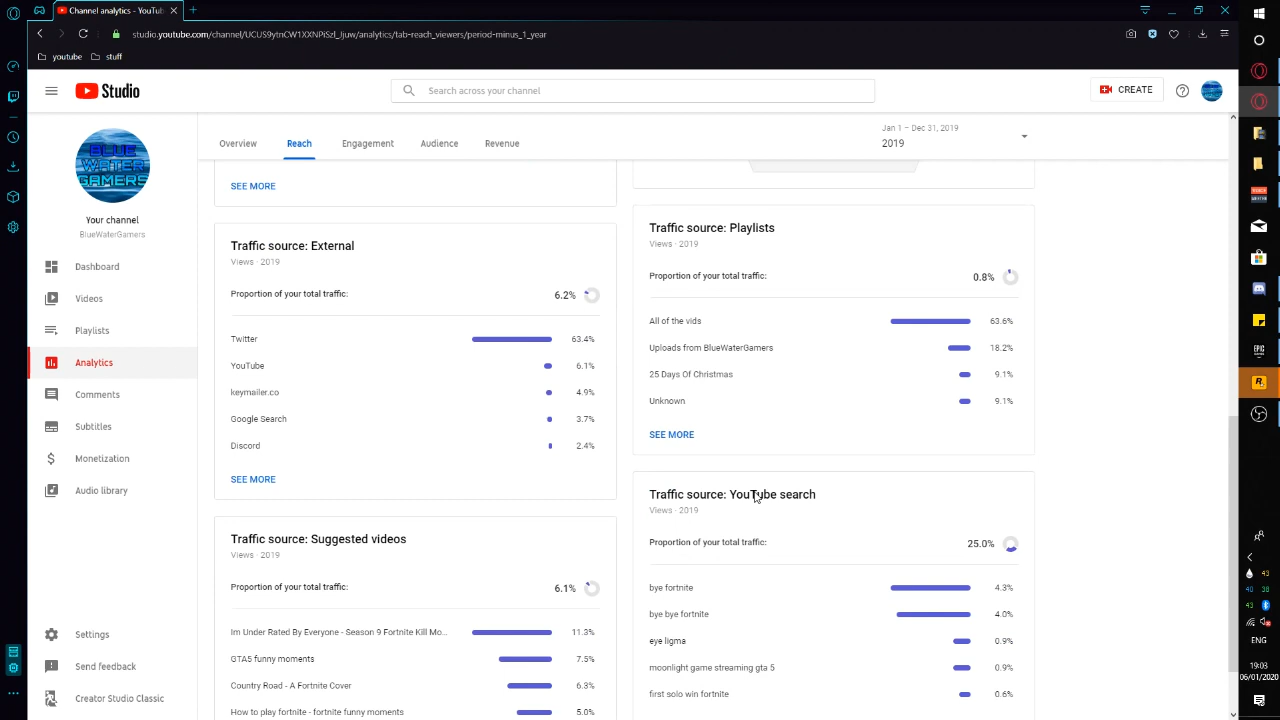 Channel analytics - YouTube
studio.youtube.com/channel/UCUS9ytnCW1XXNPiSzI_Ijuw/analytics/tab-reach_viewers/period-minus_1_year
youtube
stuff
Studio
Search across your channel
CREATE
BLUE
WATER
GAMERS
Your channel
BlueWaterGamers
Dashboard
Videos
Playlists
Analytics
Comments
Subtitles
Monetization
Audio library
Settings
Send feedback
Creator Studio Classic
Overview
Reach
Engagement
Audience
Revenue
Jan 1 – Dec 31, 2019
2019
SEE MORE
Traffic source: External
Views · 2019
Proportion of your total traffic: 6.2%
Twitter 63.4%
YouTube 6.1%
keymailer.co 4.9%
Google Search 3.7%
Discord 2.4%
SEE MORE
Traffic source: Suggested videos
Views · 2019
Proportion of your total traffic: 6.1%
Im Under Rated By Everyone - Season 9 Fortnite Kill Mo... 11.3%
GTA5 funny moments 7.5%
Country Road - A Fortnite Cover 6.3%
How to play fortnite - fortnite funny moments 5.0%
Traffic source: Playlists
Views · 2019
Proportion of your total traffic: 0.8%
All of the vids 63.6%
Uploads from BlueWaterGamers 18.2%
25 Days Of Christmas 9.1%
Unknown 9.1%
SEE MORE
Traffic source: YouTube search
Views · 2019
Proportion of your total traffic: 25.0%
bye fortnite 4.3%
bye bye fortnite 4.0%
eye ligma 0.9%
moonlight game streaming gta 5 0.9%
first solo win fortnite 0.6%
EPIC
43
40 38
43
ENG
19:03
06/01/2020